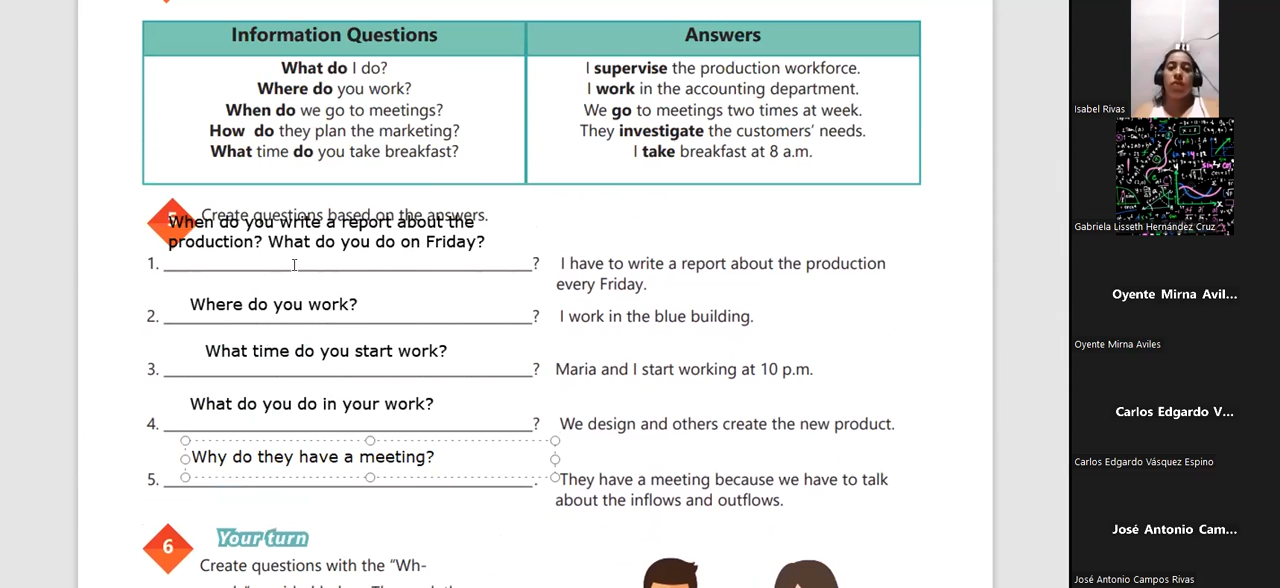 Information Questions
Answers
What do I do?
Where do you work?
When do we go to meetings?
How do they plan the marketing?
What time do you take breakfast?
I supervise the production workforce.
I work in the accounting department.
We go to meetings two times at week.
They investigate the customers' needs.
I take breakfast at 8 a.m.
Create questions based on the answers.
When do you write a report about the
production? What do you do on Friday?
1. ? I have to write a report about the production
every Friday.
Where do you work?
2. ? I work in the blue building.
What time do you start work?
3. ? Maria and I start working at 10 p.m.
What do you do in your work?
4. ? We design and others create the new product.
Why do they have a meeting?
5. . They have a meeting because we have to talk
about the inflows and outflows.
6 Your turn
Create questions with the "Wh-
Isabel Rivas
Gabriela Lisseth Hernández Cruz
Oyente Mirna Avil...
Oyente Mirna Aviles
Carlos Edgardo V...
Carlos Edgardo Vásquez Espino
José Antonio Cam...
José Antonio Campos Rivas